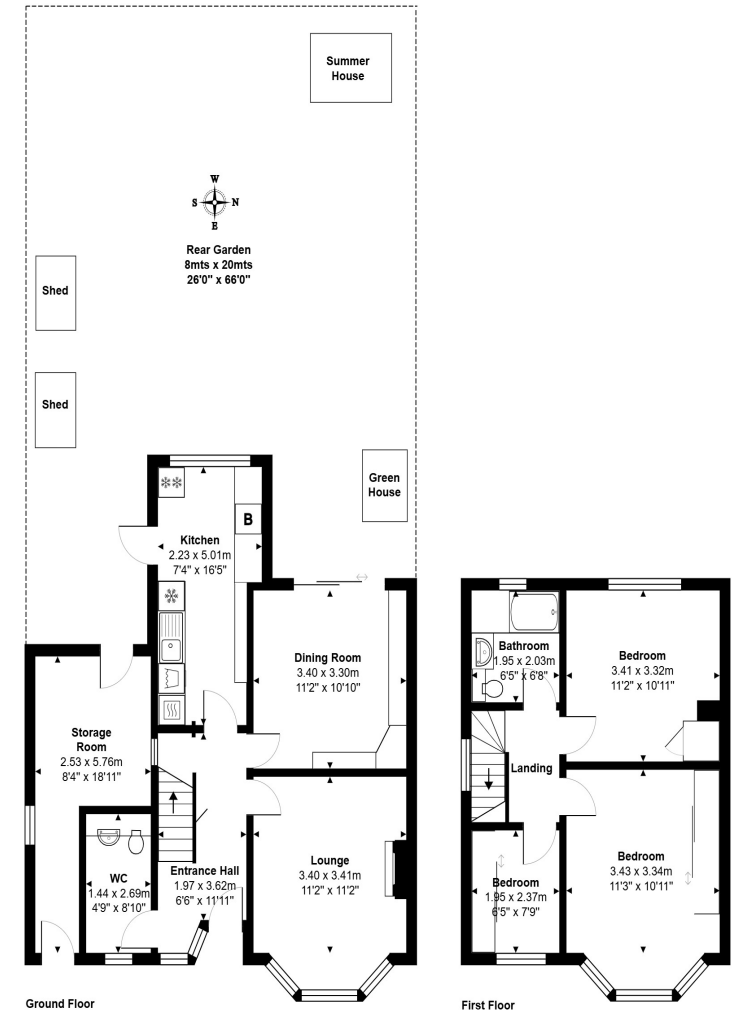 Summer
House
W
S N
E
Rear Garden
8mts x 20mts
26'0" x 66'0"
Shed
Shed
Green
House
Kitchen
2.23 x 5.01m
7'4" x 16'5"
B
Dining Room
3.40 x 3.30m
11'2" x 10'10"
Storage
Room
2.53 x 5.76m
8'4" x 18'11"
WC
1.44 x 2.69m
4'9" x 8'10"
Entrance Hall
1.97 x 3.62m
6'6" x 11'11"
Lounge
3.40 x 3.41m
11'2" x 11'2"
Ground Floor
Bathroom
1.95 x 2.03m
6'5" x 6'8"
Bedroom
3.41 x 3.32m
11'2" x 10'11"
Landing
Bedroom
1.95 x 2.37m
6'5" x 7'9"
Bedroom
3.43 x 3.34m
11'3" x 10'11"
First Floor